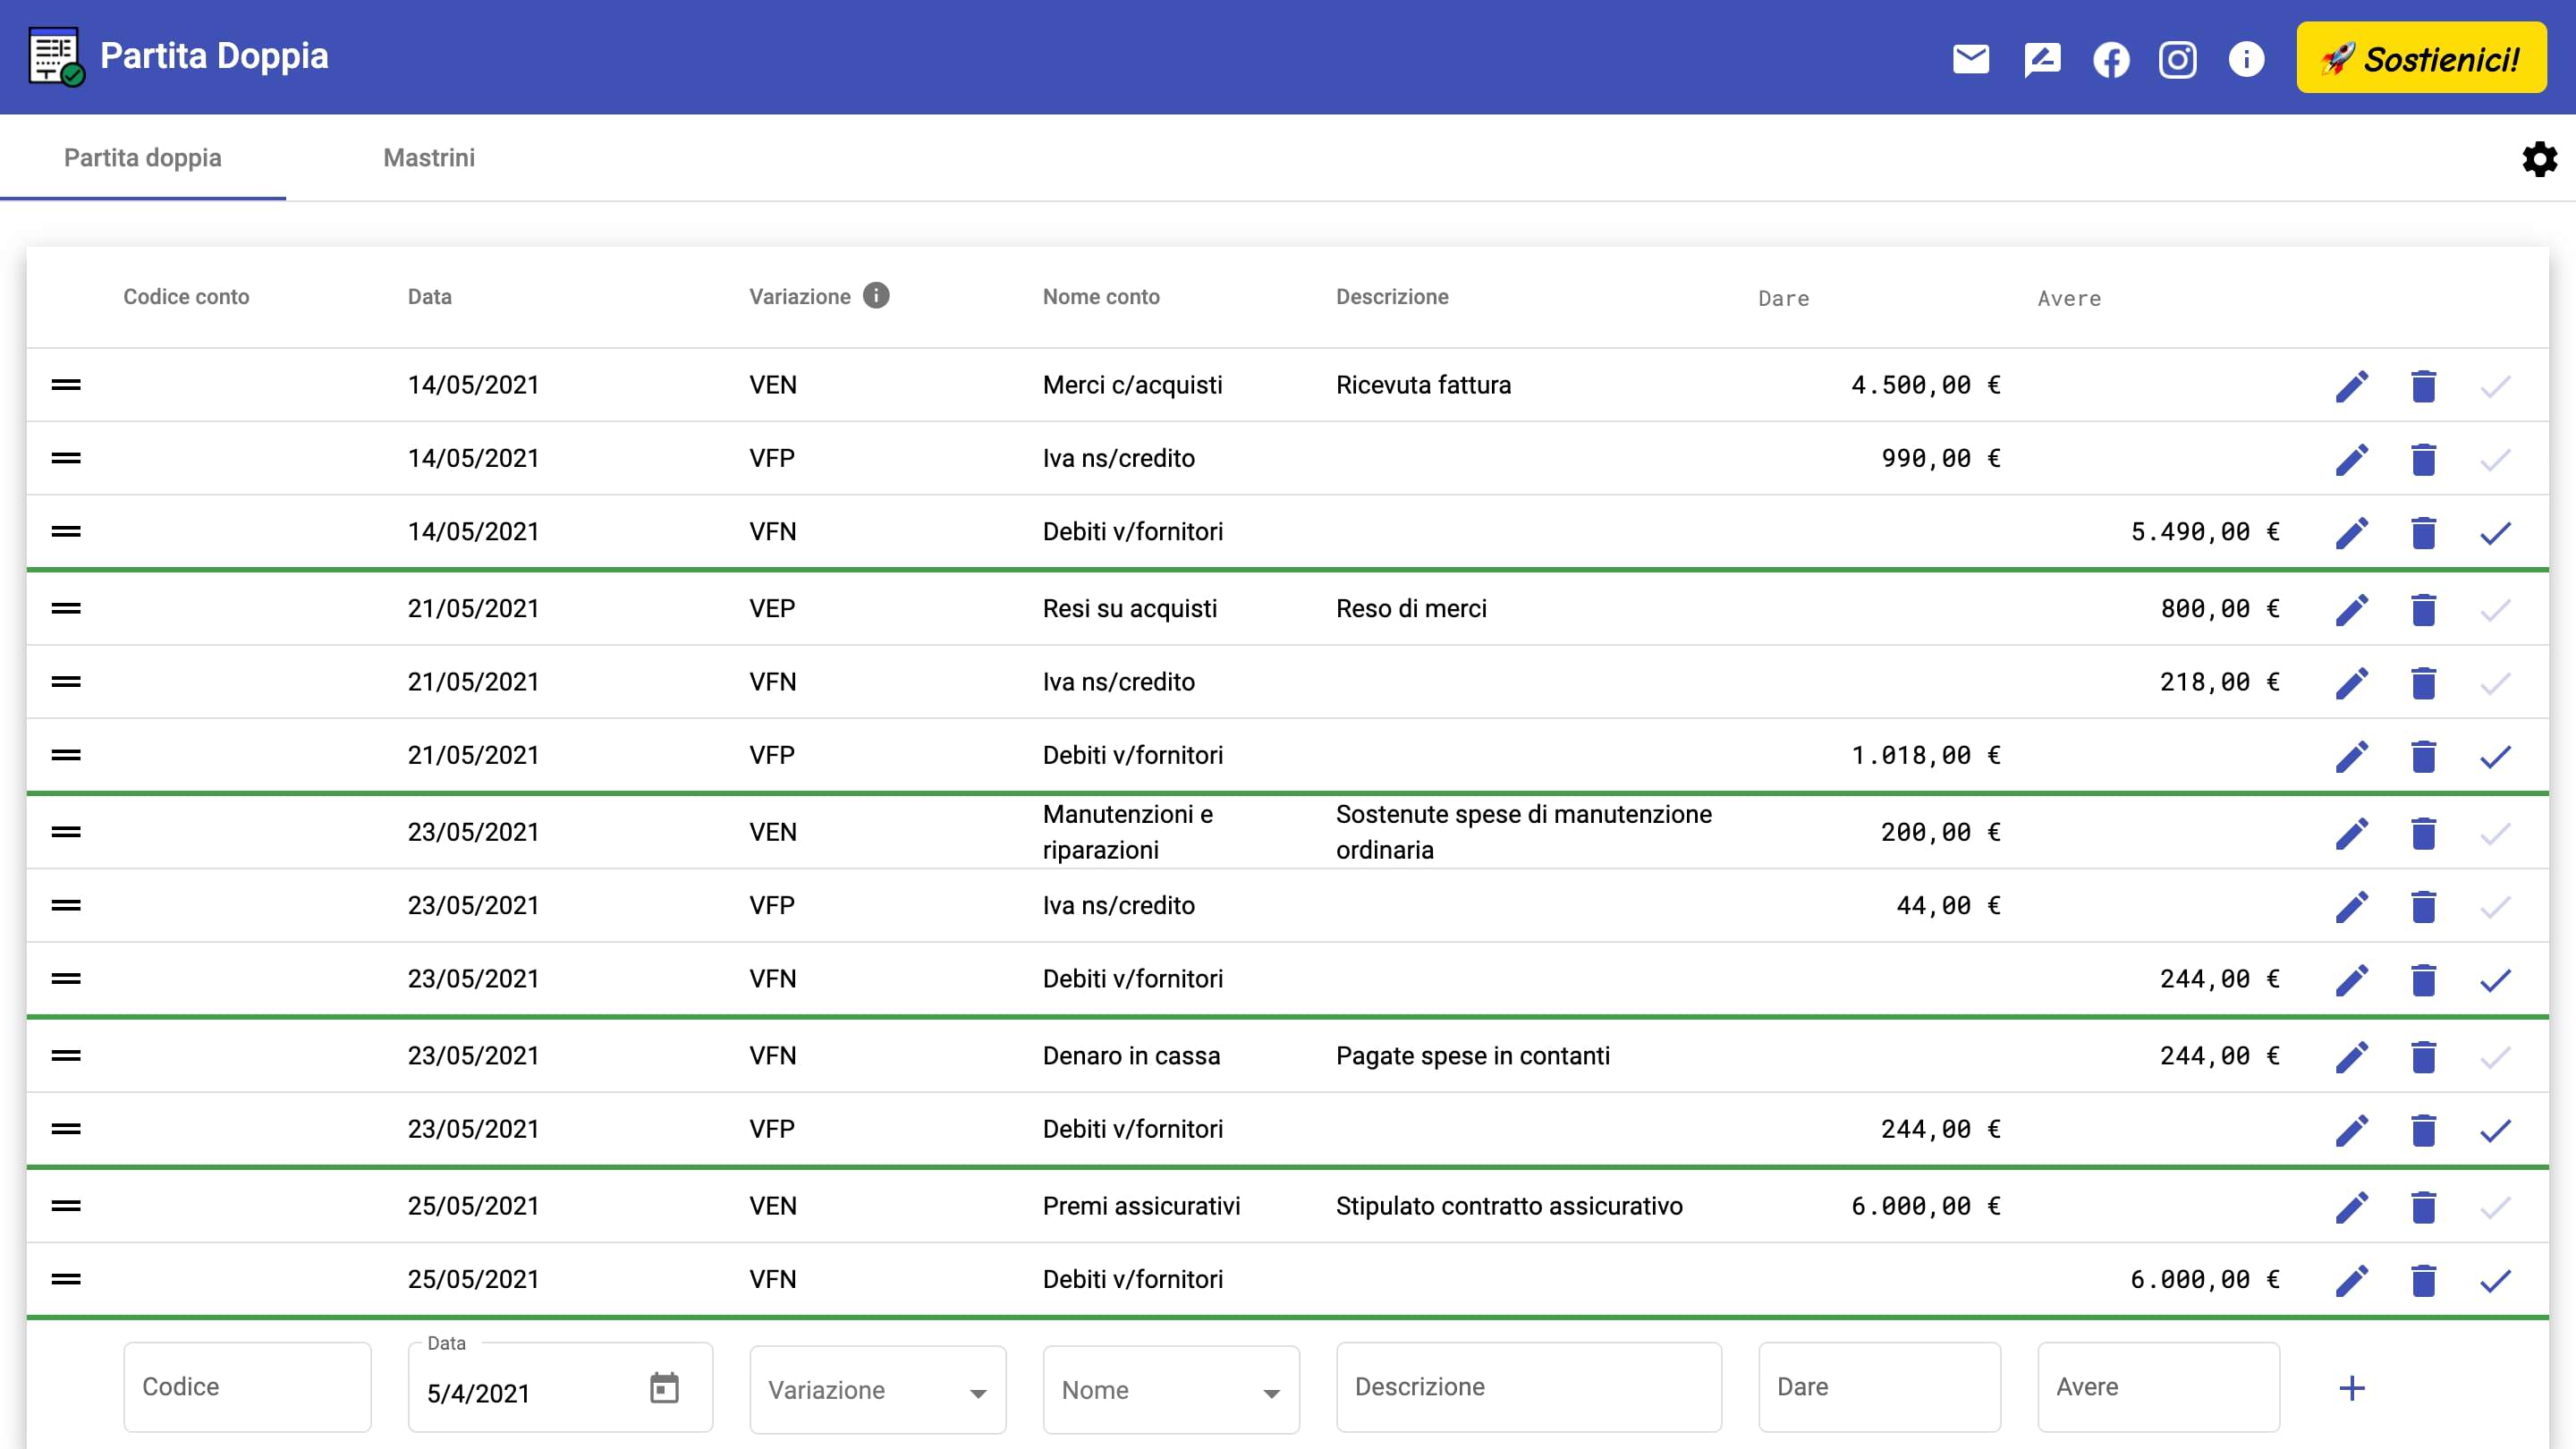 Partita Doppia
Sostienici!
Partita doppia Mastrini
Codice conto Data Variazione Nome conto Descrizione Dare Avere
14/05/2021 VEN Merci c/acquisti Ricevuta fattura 4.500,00 €
14/05/2021 VFP Iva ns/credito 990,00 €
14/05/2021 VFN Debiti v/fornitori 5.490,00 €
21/05/2021 VEP Resi su acquisti Reso di merci 800,00 €
21/05/2021 VFN Iva ns/credito 218,00 €
21/05/2021 VFP Debiti v/fornitori 1.018,00 €
23/05/2021 VEN Manutenzioni e riparazioni Sostenute spese di manutenzione ordinaria 200,00 €
23/05/2021 VFP Iva ns/credito 44,00 €
23/05/2021 VFN Debiti v/fornitori 244,00 €
23/05/2021 VFN Denaro in cassa Pagate spese in contanti 244,00 €
23/05/2021 VFP Debiti v/fornitori 244,00 €
25/05/2021 VEN Premi assicurativi Stipulato contratto assicurativo 6.000,00 €
25/05/2021 VFN Debiti v/fornitori 6.000,00 €
Data
Codice 5/4/2021 Variazione Nome Descrizione Dare Avere